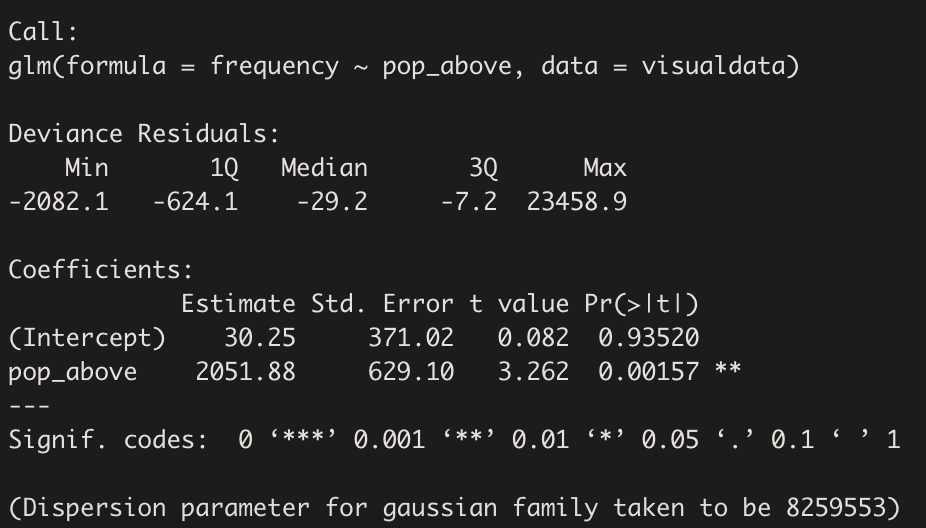 Call:
glm(formula = frequency ~ pop_above, data = visualdata)
Deviance Residuals:
Min 1Q Median 3Q Max
-2082.1 -624.1 -29.2 -7.2 23458.9
Coefficients:
Estimate Std. Error t value Pr(>|t|)
(Intercept) 30.25 371.02 0.082 0.93520
pop_above 2051.88 629.10 3.262 0.00157 **
---
Signif. codes: 0 ‘***’ 0.001 ‘**’ 0.01 ‘*’ 0.05 ‘.’ 0.1 ‘ ’ 1
(Dispersion parameter for gaussian family taken to be 8259553)